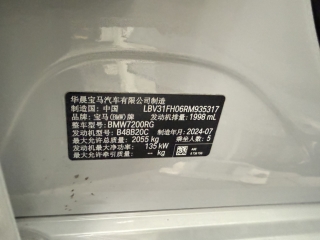 华晨宝马汽车有限公司制造
制造国：中国 LBV31FH06RM935317
品牌：宝马(BMW)牌 发动机排量：1998 mL
整车型号：BMW7200RG
发动机型号：B48B20C 制造年月：2024-07
最大允许总质量：2055 kg 乘坐人数：5
发动机最大净功率：135 kW
最大允许牵引质量：— kg